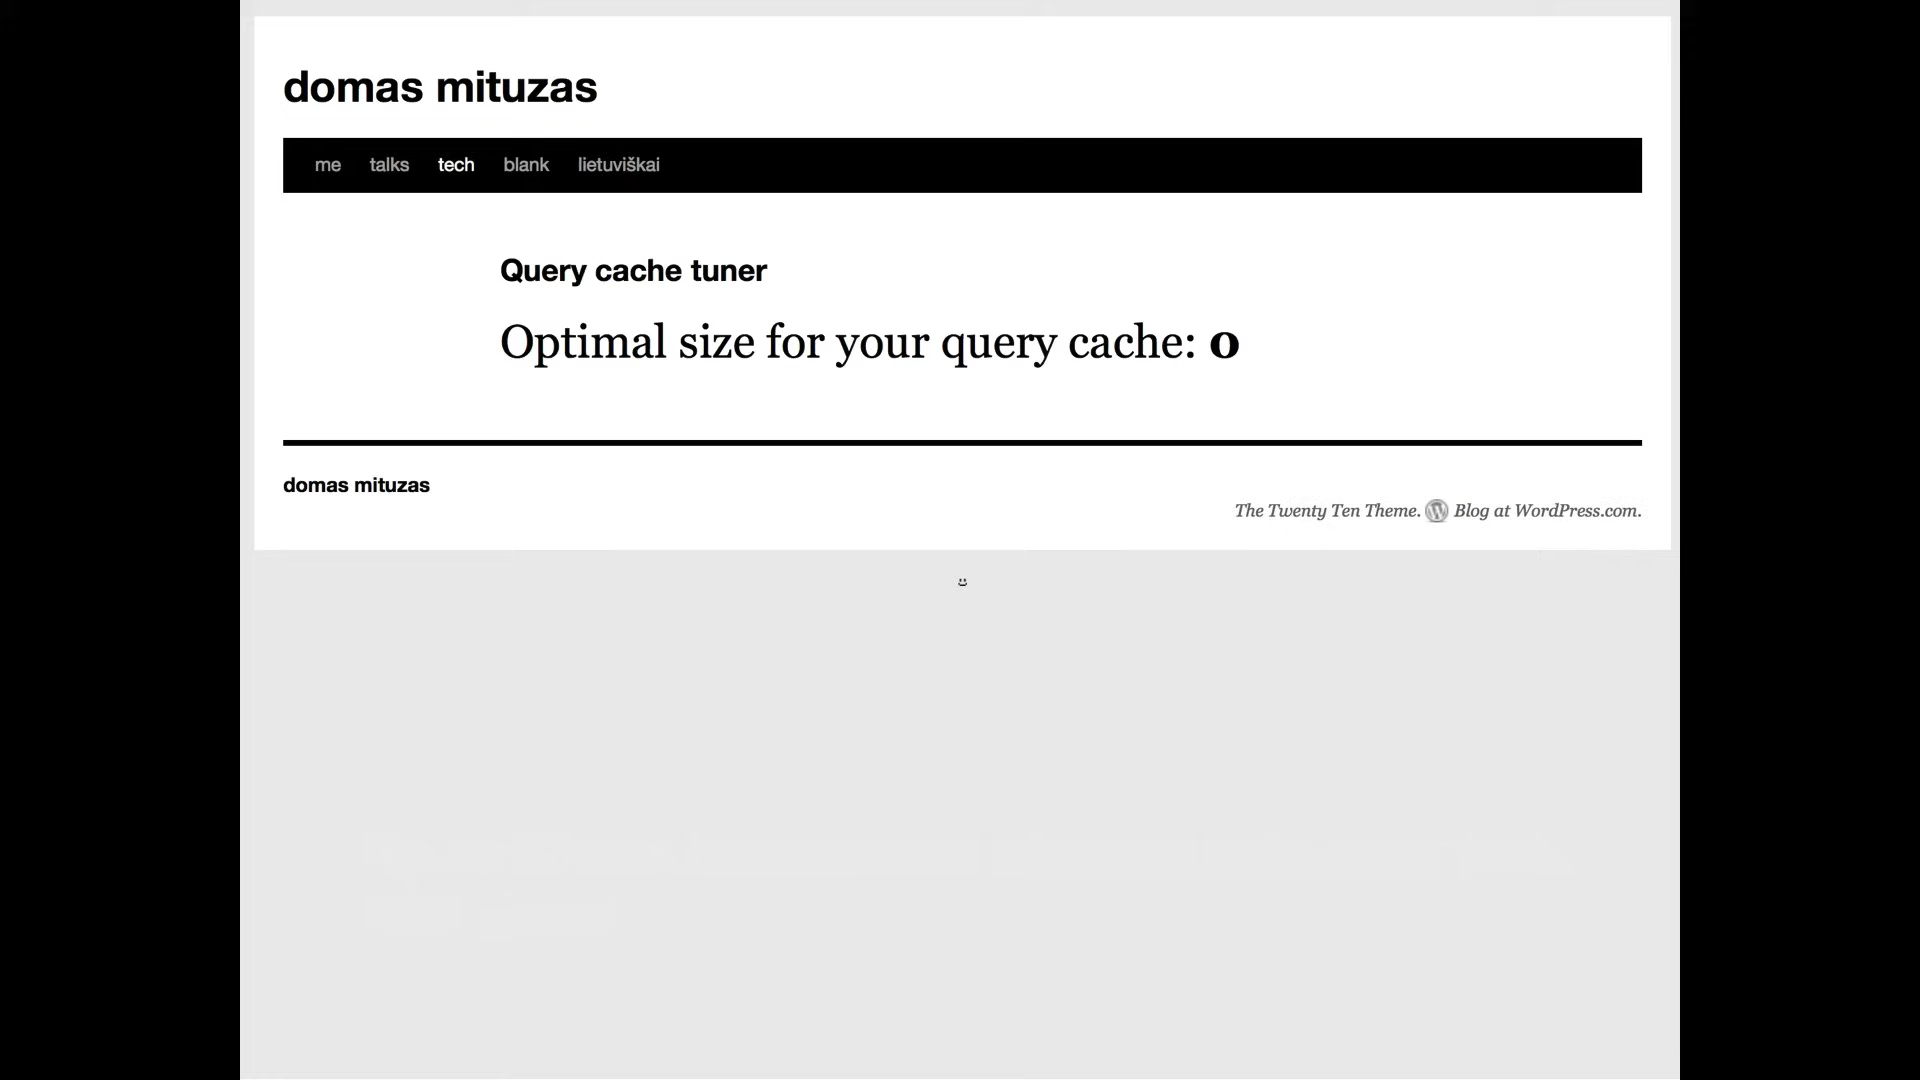 domas mituzas
me talks tech blank lietuviškai
Query cache tuner
Optimal size for your query cache: 0
domas mituzas
The Twenty Ten Theme. Blog at WordPress.com.